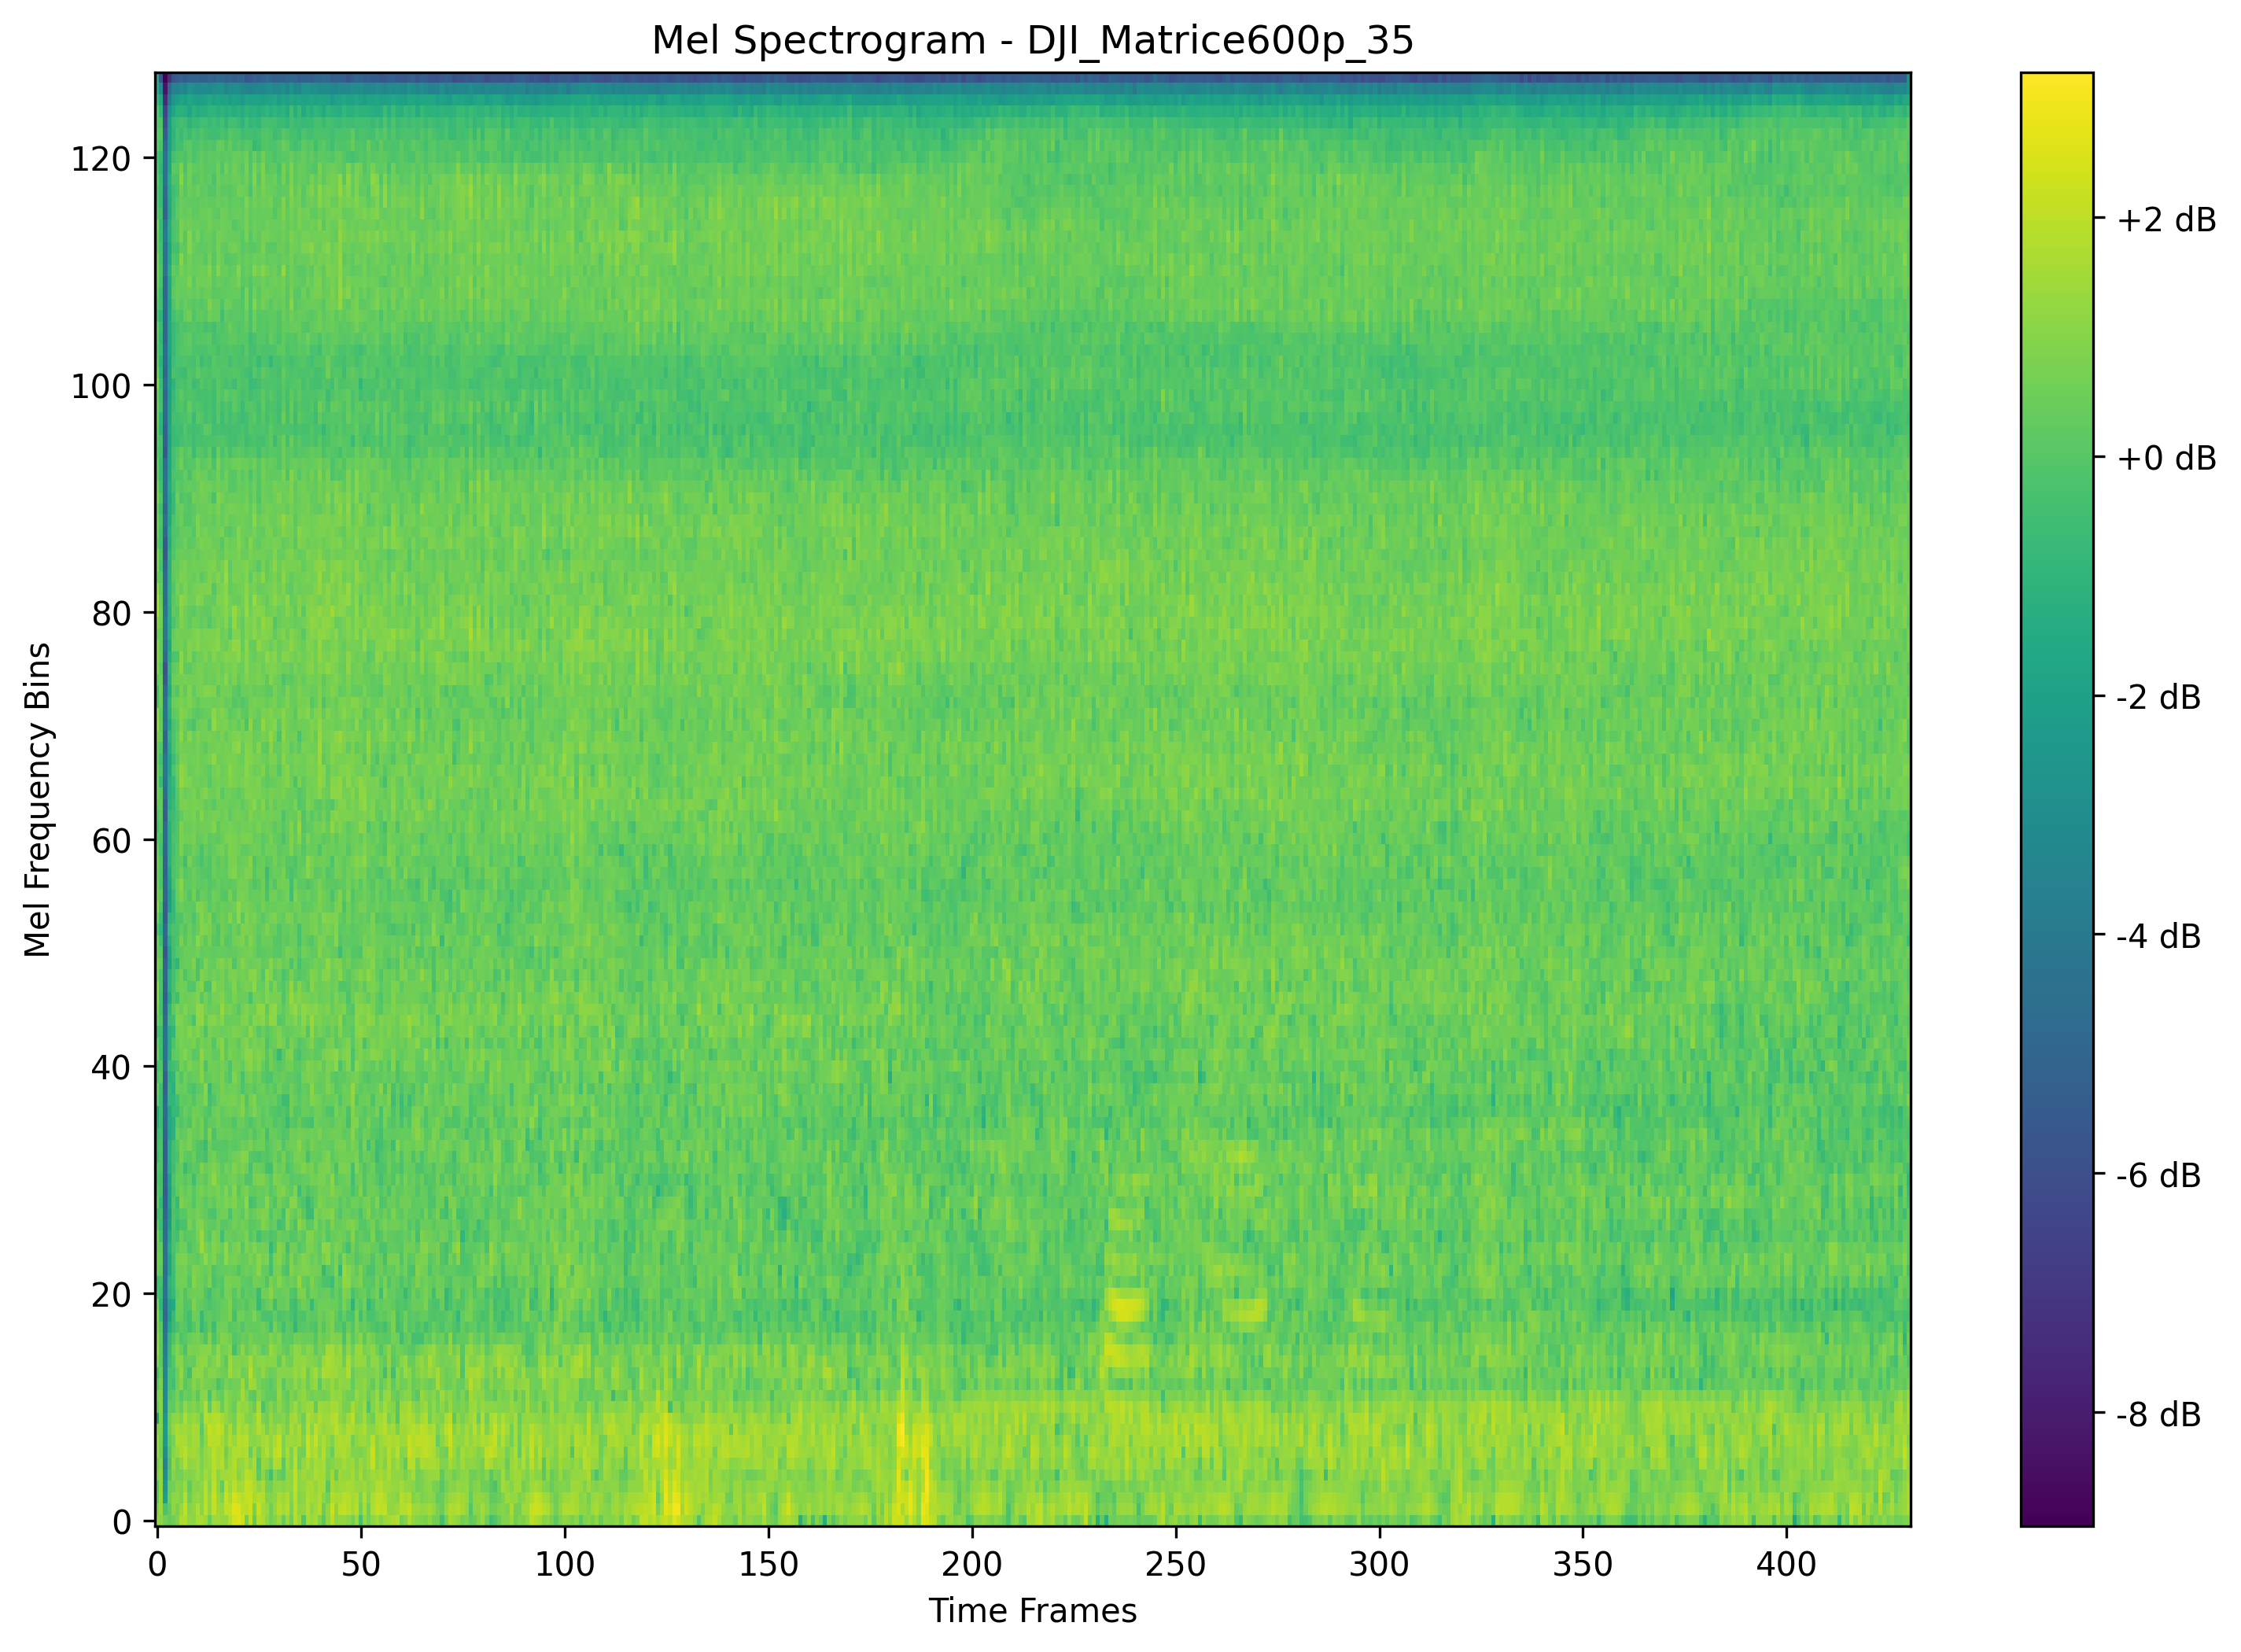 Mel Spectrogram - DJI_Matrice600p_35
Mel Frequency Bins
120
100
80
60
40
20
0
0 50 100 150 200 250 300 350 400
Time Frames
+2 dB
+0 dB
-2 dB
-4 dB
-6 dB
-8 dB